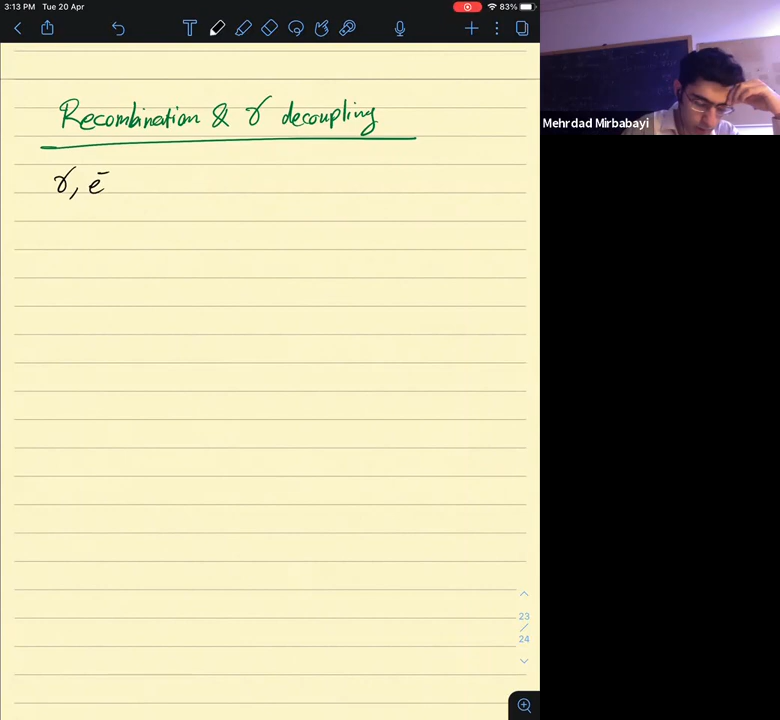 3:13 PM Tue 20 Apr 83%
T
Mehrdad Mirbabayi
Recombination & γ decoupling
γ, e⁻
23
/
24